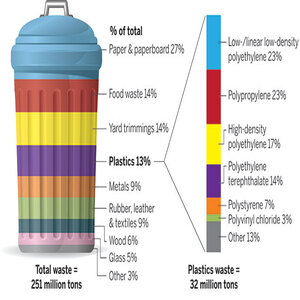 % of total
Paper & paperboard 27%
Food waste 14%
Yard trimmings 14%
Plastics 13%
Metals 9%
Rubber, leather
& textiles 9%
Wood 6%
Glass 5%
Other 3%
Total waste =
251 million tons
Low-/linear low-density
polyethylene 23%
Polypropylene 23%
High-density
polyethylene 17%
Polyethylene
terephthalate 14%
Polystyrene 7%
Polyvinyl chloride 3%
Other 13%
Plastics waste =
32 million tons